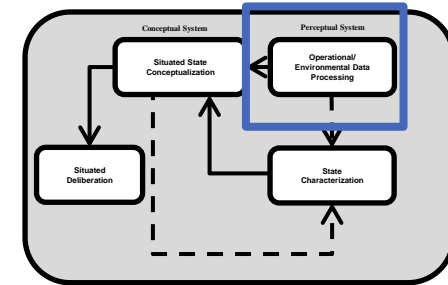 Conceptual System
Perceptual System
Situated State
Conceptualization
Operational/
Environmental Data
Processing
Situated
Deliberation
State
Characterization